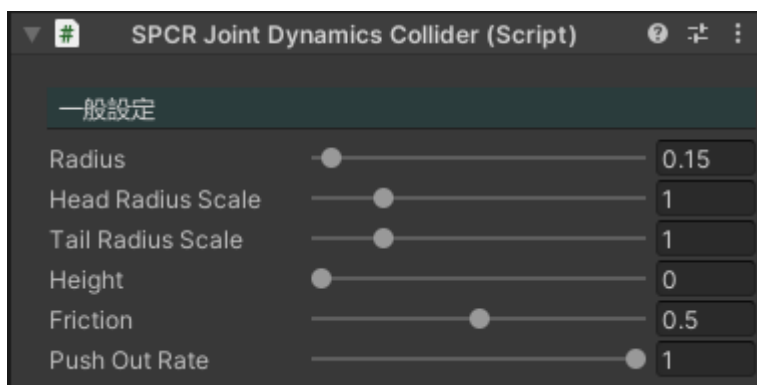 SPCR Joint Dynamics Collider (Script)
一般設定
Radius 0.15
Head Radius Scale 1
Tail Radius Scale 1
Height 0
Friction 0.5
Push Out Rate 1